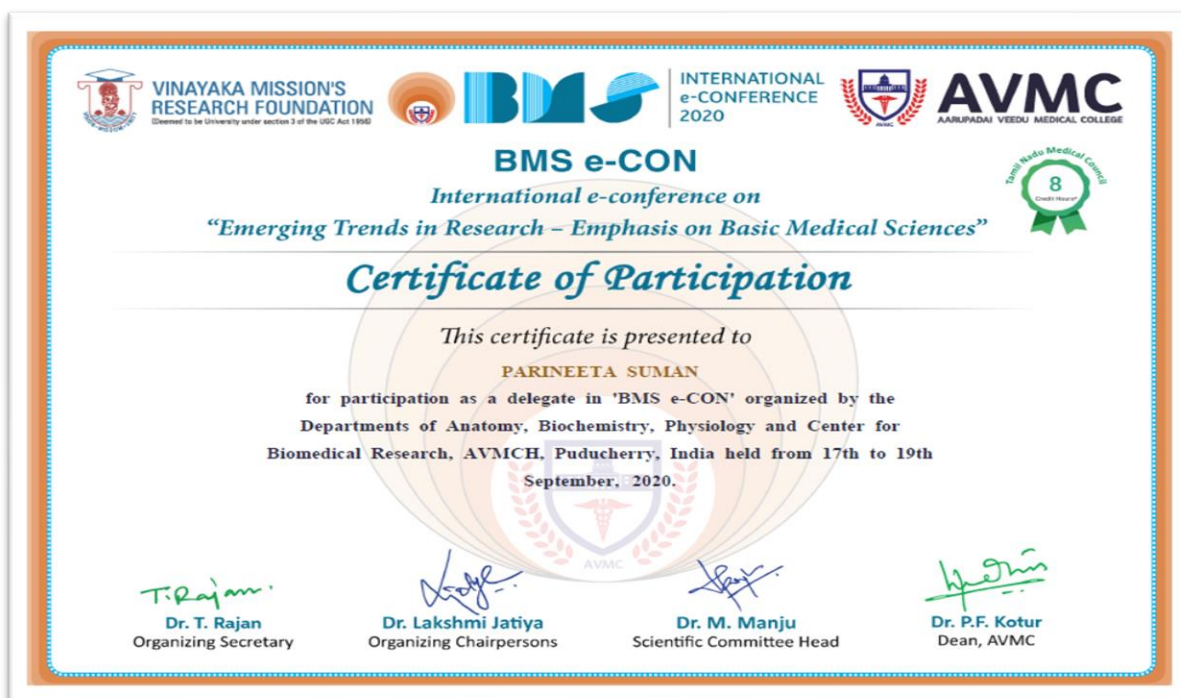 VINAYAKA MISSION'S
RESEARCH FOUNDATION
(Deemed to be University under section 3 of the UGC Act 1956)
BMS
INTERNATIONAL
e-CONFERENCE
2020
AVMC
AVMC
AARUPADAI VEEDU MEDICAL COLLEGE
BMS e-CON
Tamil Nadu Medical Council
8
Credit Hours*
International e-conference on
“Emerging Trends in Research – Emphasis on Basic Medical Sciences”
Certificate of Participation
This certificate is presented to
PARINEETA SUMAN
for participation as a delegate in 'BMS e-CON' organized by the
Departments of Anatomy, Biochemistry, Physiology and Center for
Biomedical Research, AVMCH, Puducherry, India held from 17th to 19th
September, 2020.
AVMC
T. Rajan
Dr. T. Rajan
Organizing Secretary
Dr. Lakshmi Jatiya
Organizing Chairpersons
Dr. M. Manju
Scientific Committee Head
Dr. P.F. Kotur
Dean, AVMC